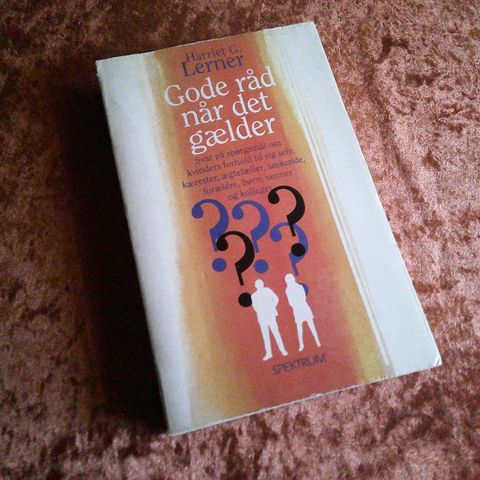 Harriet G.
Lerner
Gode råd
når det
gælder
Svar på spørgsmål om
kvinders forhold til sig selv,
kærester, ægtefæller, søskende,
forældre, børn, venner
og kolleger
? ? ?
? ?
SPEKTRUM